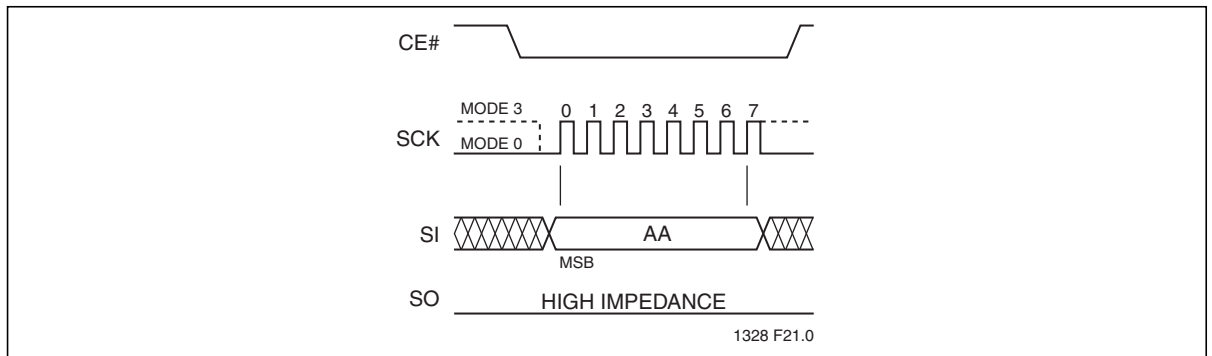 CE#
MODE 3
0 1 2 3 4 5 6 7
SCK
MODE 0
SI
AA
MSB
SO
HIGH IMPEDANCE
1328 F21.0